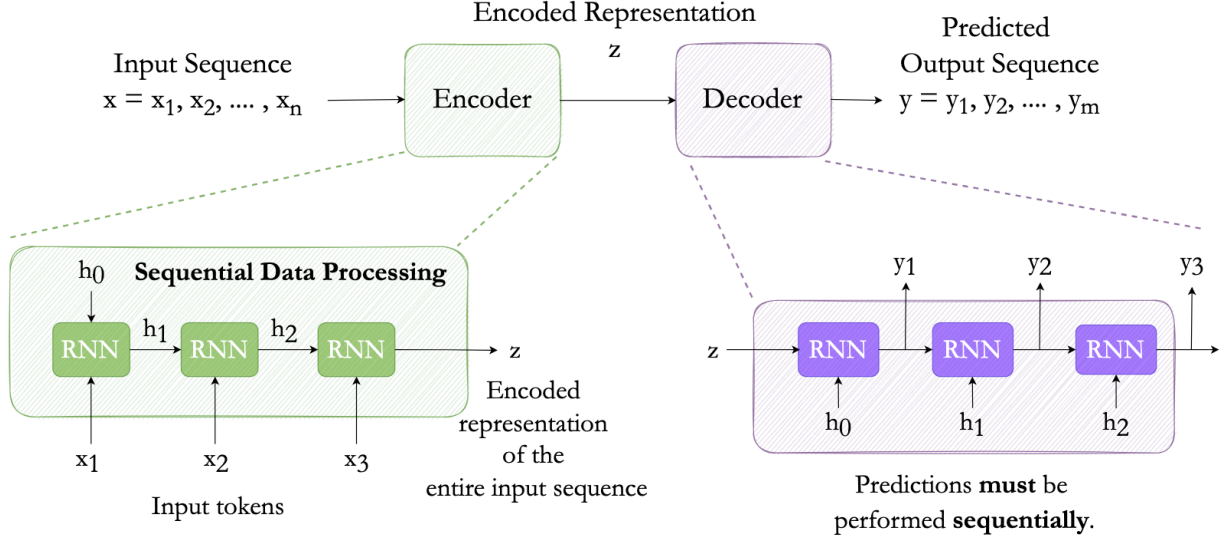 Encoded Representation
z
Input Sequence
x = x1, x2, .... , xn
Encoder
Decoder
Predicted
Output Sequence
y = y1, y2, .... , ym
Sequential Data Processing
h0
h1
h2
RNN
RNN
RNN
z
x1
x2
x3
Input tokens
Encoded
representation
of the
entire input sequence
y1
y2
y3
z
RNN
RNN
RNN
h0
h1
h2
Predictions must be
performed sequentially.